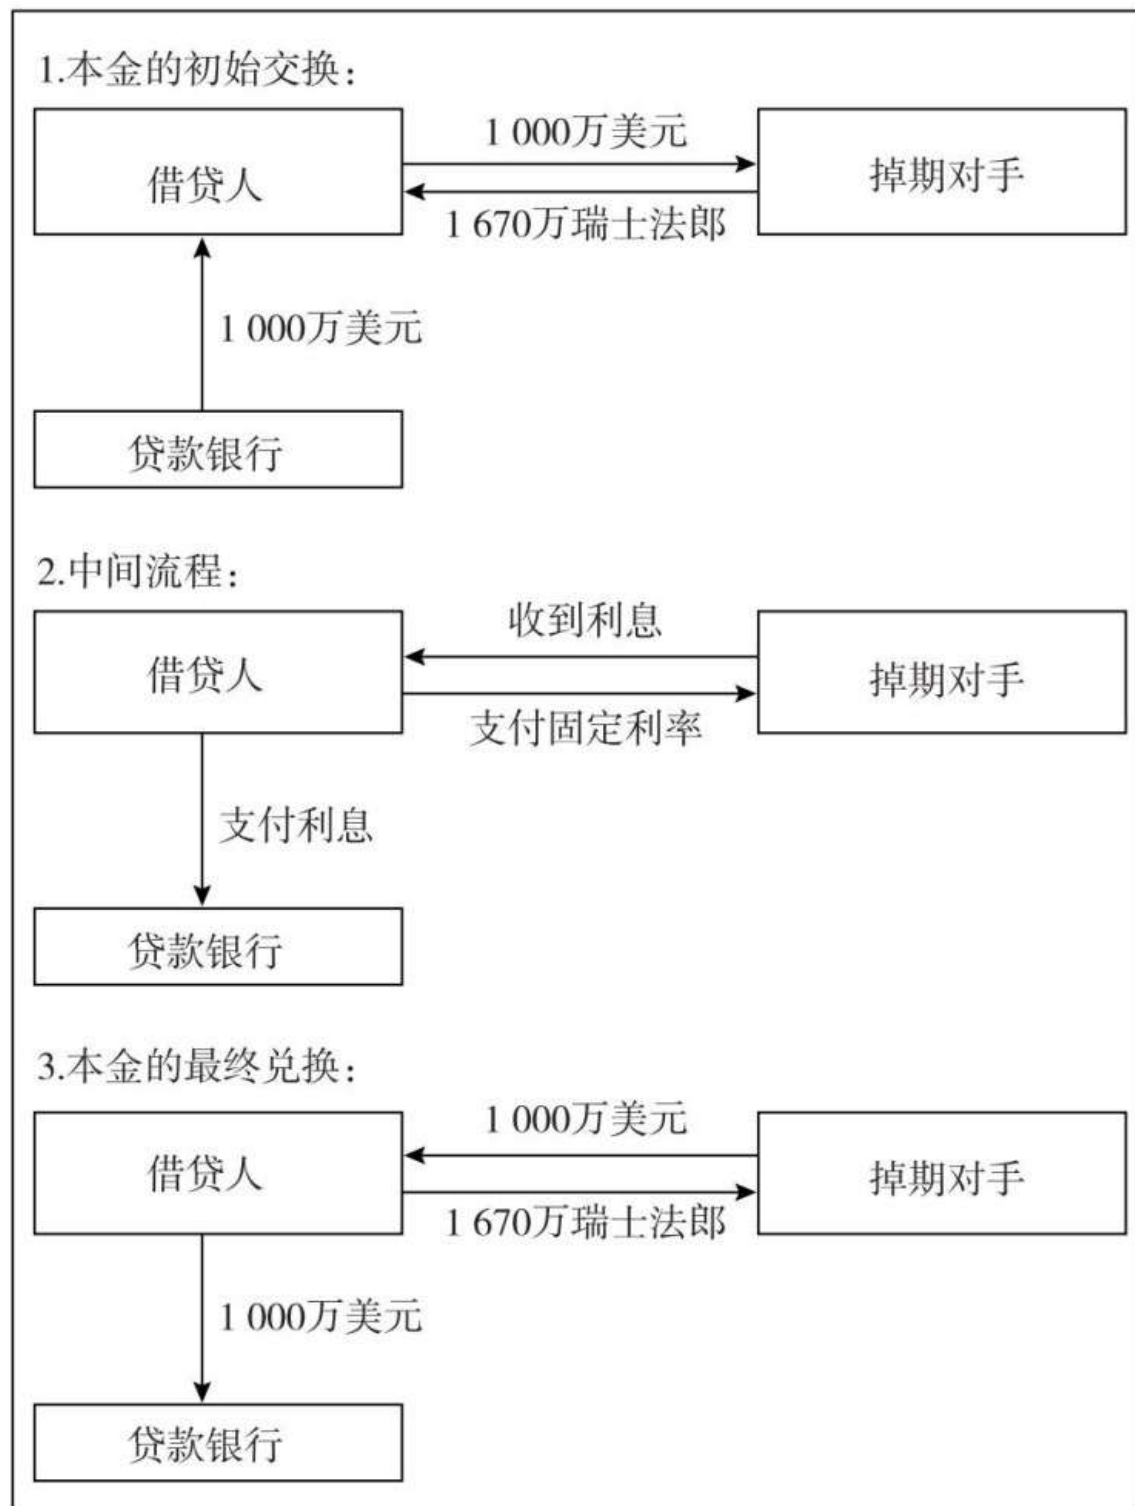 1.本金的初始交换：
1 000万美元
借贷人
掉期对手
1 670万瑞士法郎
1 000万美元
贷款银行
2.中间流程：
收到利息
借贷人
掉期对手
支付固定利率
支付利息
贷款银行
3.本金的最终兑换：
1 000万美元
借贷人
掉期对手
1 670万瑞士法郎
1 000万美元
贷款银行